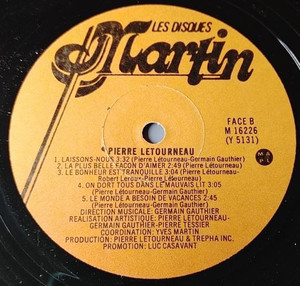 LES DISQUES
Martin
FACE B
M 16226
(Y 5131)
PIERRE LETOURNEAU
1. LAISSONS-NOUS 3:32 (Pierre Létourneau-Germain Gauthier)
2. LA PLUS BELLE FACON D'AIMER 2:49 (Pierre Létourneau)
3. LE BONHEUR EST TRANQUILLE 3:04 (Pierre Létourneau-
Robert Leroux-Pierre Létourneau)
4. ON DORT TOUS DANS LE MAUVAIS LIT 3:05
(Pierre Létourneau-Germain Gauthier)
5. LE MONDE A BESOIN DE VACANCES 2:45
(Pierre Létourneau-Germain Gauthier)
DIRECTION MUSICALE: GERMAIN GAUTHIER
REALISATION ARTISTIQUE: PIERRE LETOURNEAU-
GERMAIN GAUTHIER-PIERRE TESSIER
COORDINATION: YVES MARTIN
PRODUCTION: PIERRE LETOURNEAU & TREPHA INC.
PROMOTION: LUC CASAVANT